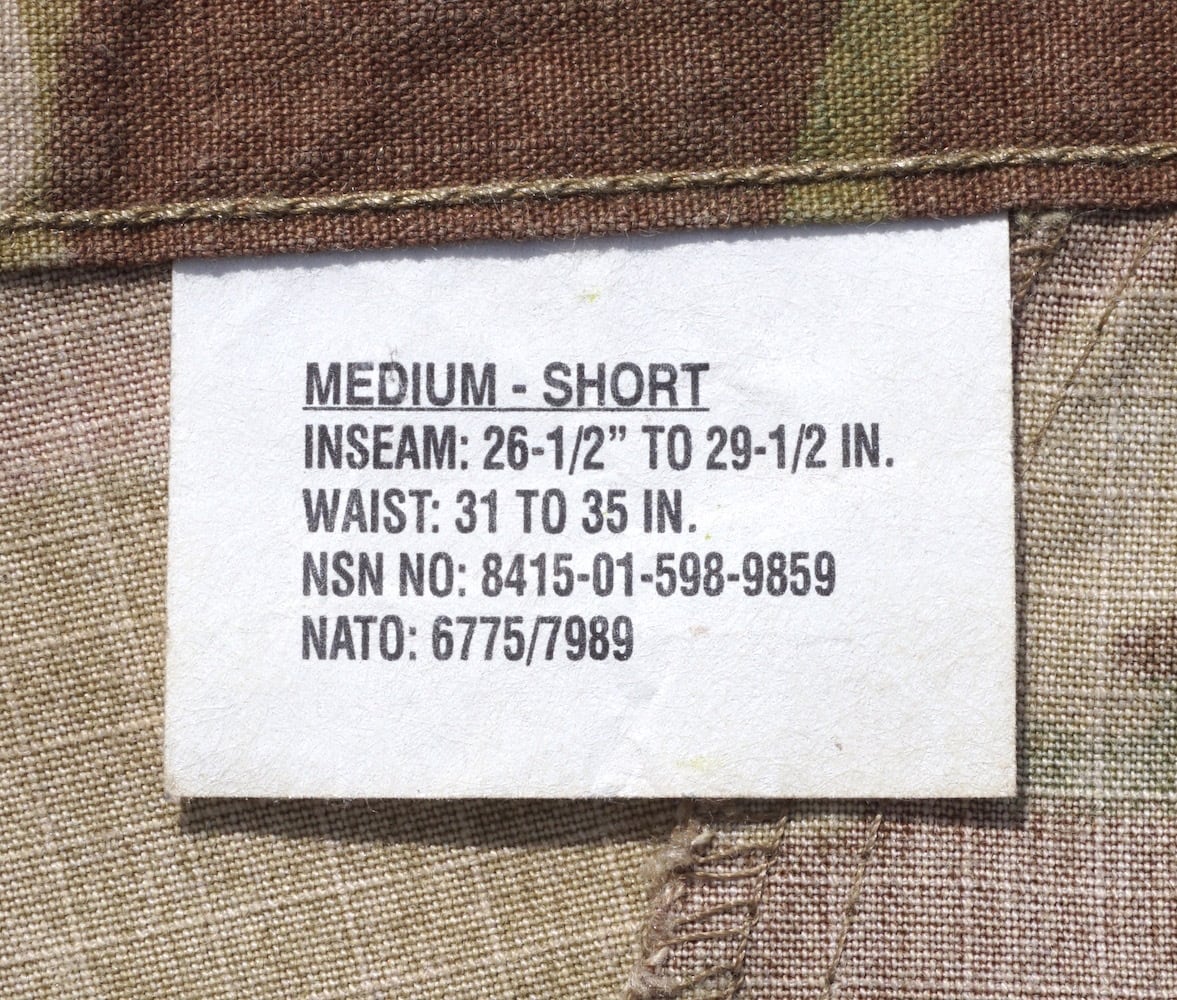 MEDIUM - SHORT
INSEAM: 26-1/2” TO 29-1/2 IN.
WAIST: 31 TO 35 IN.
NSN NO: 8415-01-598-9859
NATO: 6775/7989